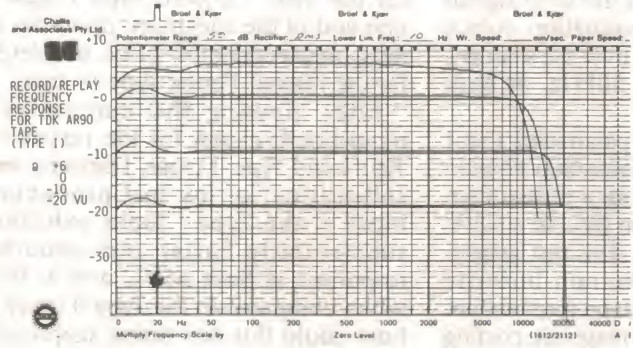 Challis
and Associates Pty Ltd
Brüel & Kjær Brüel & Kjær Brüel & Kjær
Potentiometer Range: 50 dB Rectifier: RMS Lower Lim. Freq.: 10 Hz Wr. Speed: mm/sec. Paper Speed:
+10
RECORD/REPLAY
FREQUENCY
RESPONSE
FOR TDK AR90
TAPE
(TYPE I)
@ +6
0
-10
-20 VU
-0
-10
-20
-30
0 20 Hz 50 100 200 500 1000 2000 5000 10000 20000 40000 D
Multiply Frequency Scale by Zero Level (1612/2112) A